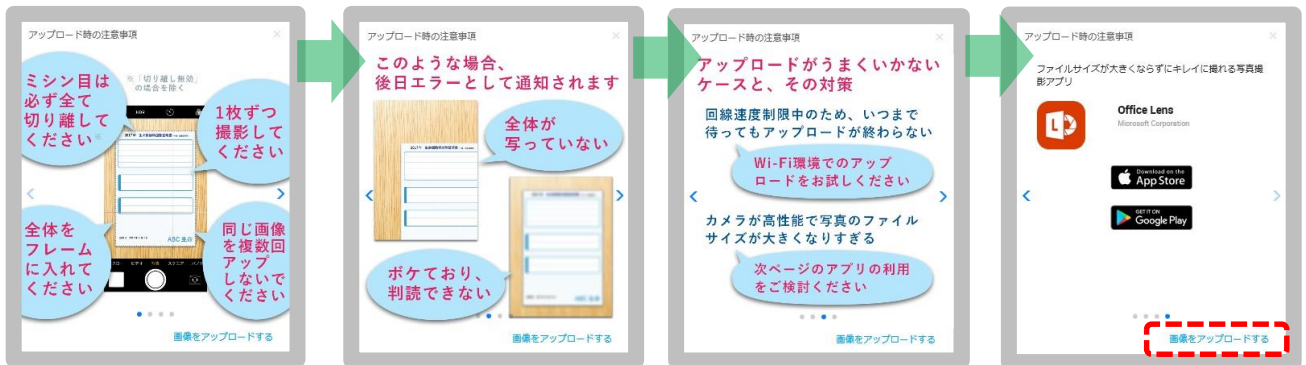 アップロード時の注意事項
×
※「切り離し無効」
の場合を除く
ミシン目は
必ず全て
切り離して
ください※
HDR
1枚ずつ
撮影して
ください
全体を
フレーム
に入れて
ください
ABC 生命
同じ画像
を複数回
アップ
しないで
ください
画像をアップロードする
アップロード時の注意事項
×
このような場合、
後日エラーとして通知されます
全体が
写っていない
ボケており、
判読できない
画像をアップロードする
アップロード時の注意事項
×
アップロードがうまくいかない
ケースと、その対策
回線速度制限中のため、いつまで
待ってもアップロードが終わらない
Wi-Fi環境でのアップ
ロードをお試しください
カメラが高性能で写真のファイル
サイズが大きくなりすぎる
次ページのアプリの利用
をご検討ください
画像をアップロードする
アップロード時の注意事項
×
ファイルサイズが大きくならずにキレイに撮れる写真撮
影アプリ
Office Lens
Microsoft Corporation
Download on the
App Store
GET IT ON
Google Play
画像をアップロードする